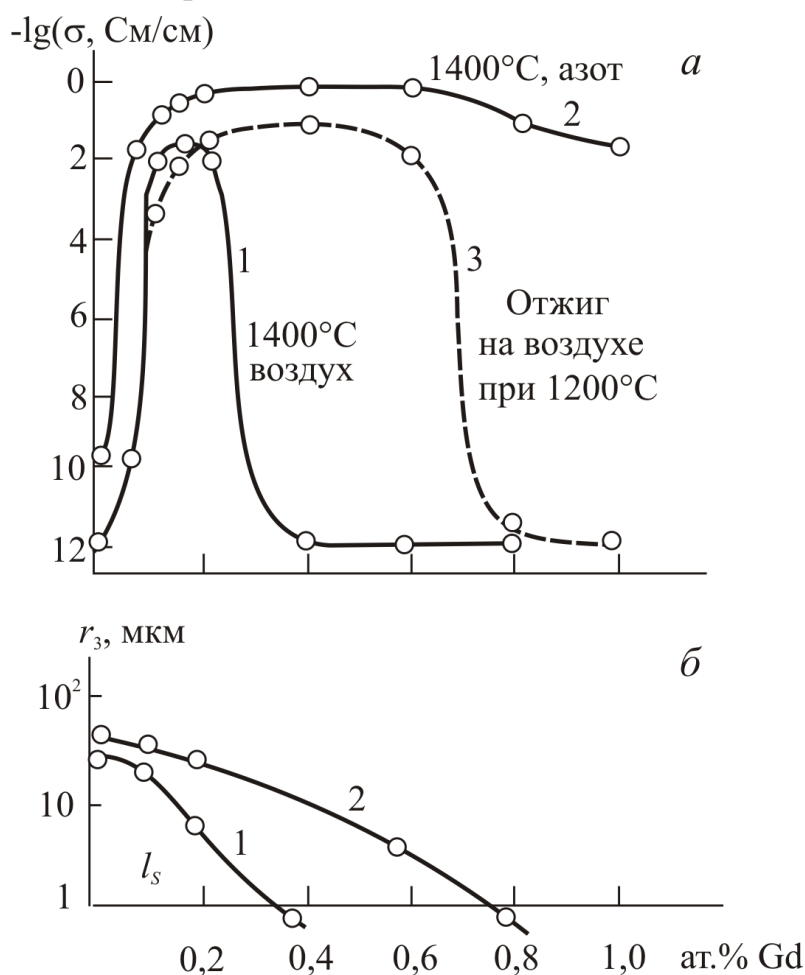 -lg(σ, См/см)
а
1400°C, азот
0
2
2
4
1
3
6
1400°C
воздух
Отжиг
на воздухе
при 1200°C
8
10
12
r₃, мкм
б
10²
10
2
1
lₛ
1
0,2 0,4 0,6 0,8 1,0 ат.% Gd